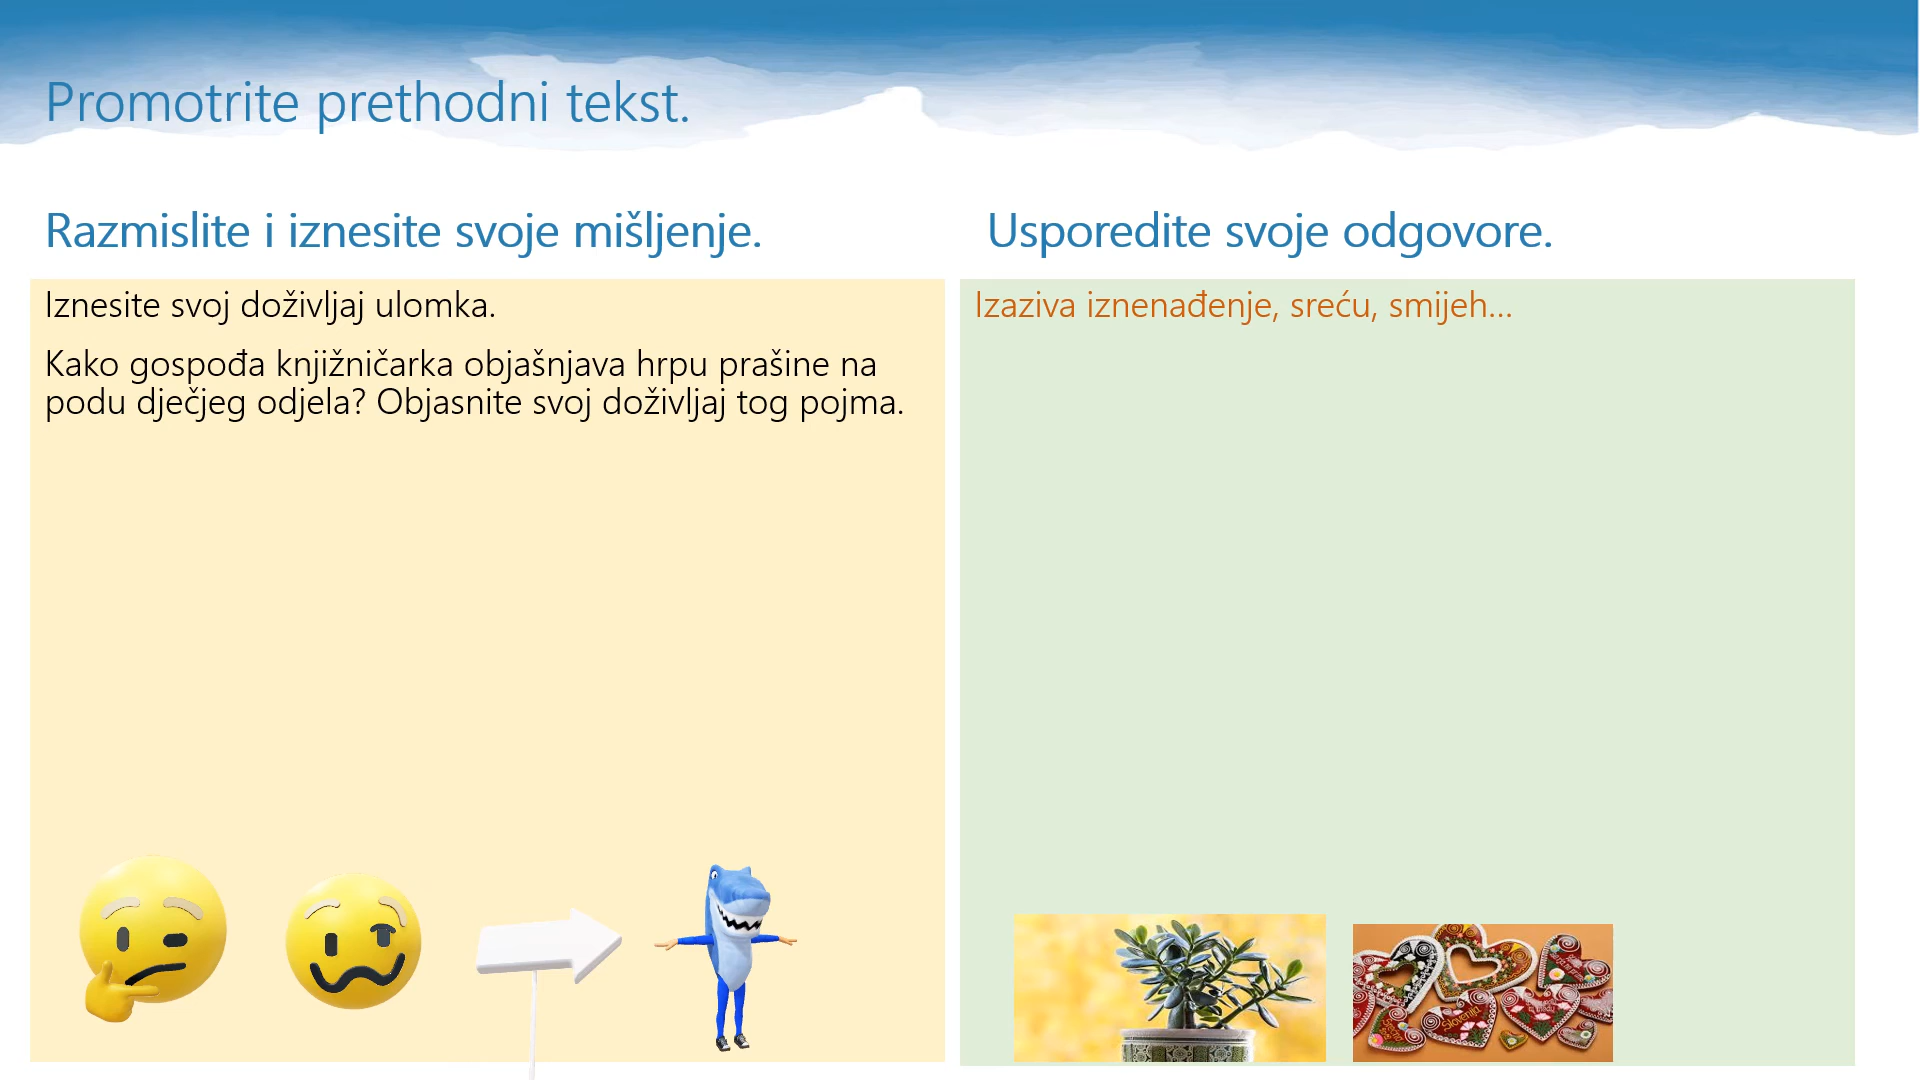 Promotrite prethodni tekst.
Razmislite i iznesite svoje mišljenje.
Usporedite svoje odgovore.
Iznesite svoj doživljaj ulomka.
Kako gospođa knjižničarka objašnjava hrpu prašine na
podu dječjeg odjela? Objasnite svoj doživljaj tog pojma.
Izaziva iznenađenje, sreću, smijeh...
Slovenija